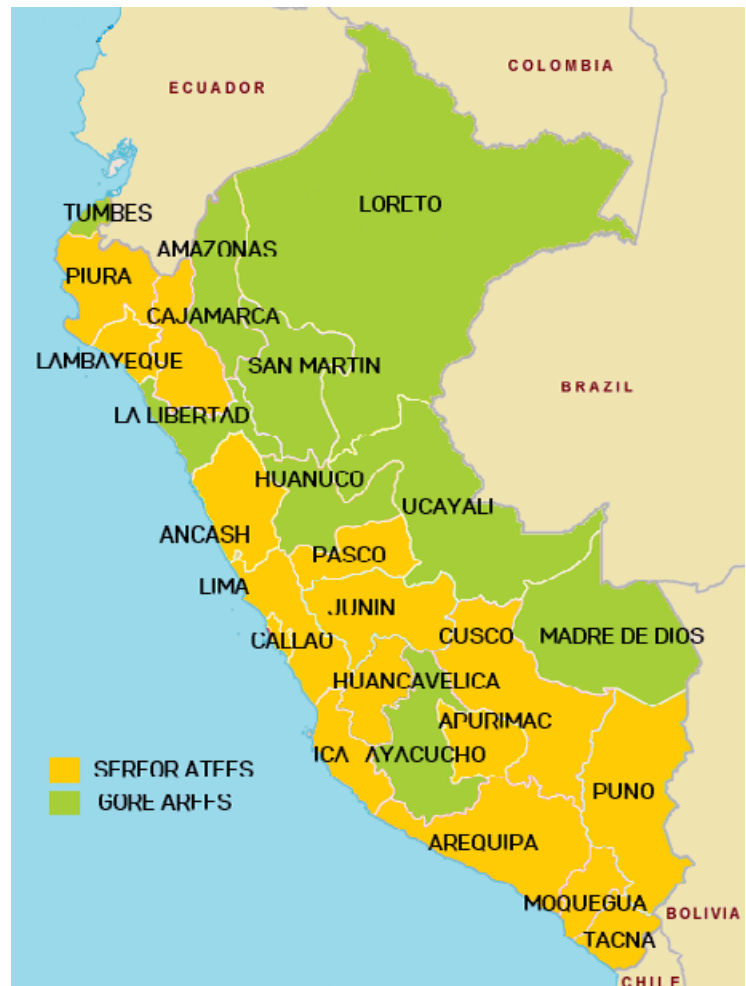 COLOMBIA
ECUADOR
LORETO
TUMBES
AMAZONAS
PIURA
CAJAMARCA
LAMBAYEQUE
SAN MARTIN
BRAZIL
LA LIBERTAD
HUANUCO
UCAYALI
ANCASH
PASCO
LIMA
JUNIN
CALLAO
CUSCO
MADRE DE DIOS
HUANCAVELICA
APURIMAC
ICA
AYACUCHO
SERFOR ATFFS
PUNO
GORE ARFFS
AREQUIPA
MOQUEGUA
BOLIVIA
TACNA
CHILE